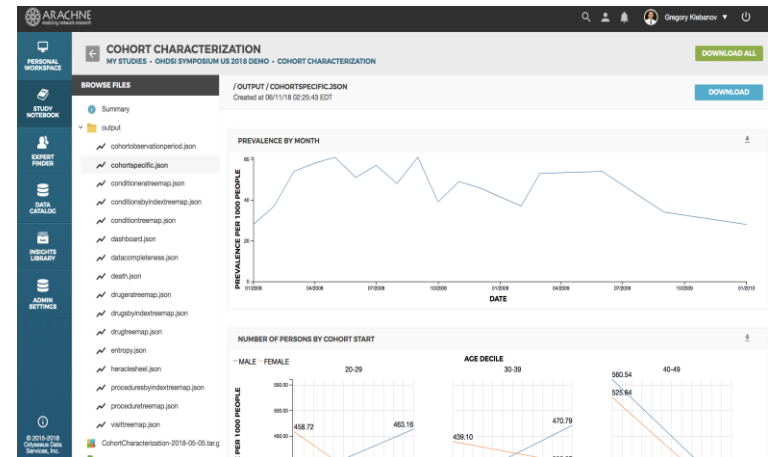 ARACHNE
enabling network research
Gregory Klebanov
PERSONAL
WORKSPACE
STUDY
NOTEBOOK
EXPERT
FINDER
DATA
CATALOG
INSIGHTS
LIBRARY
ADMIN
SETTINGS
© 2015-2018
Odysseus Data
Services, Inc.
COHORT CHARACTERIZATION
MY STUDIES • OHDSI SYMPOSIUM US 2018 DEMO • COHORT CHARACTERIZATION
DOWNLOAD ALL
BROWSE FILES
Summary
output
cohortobservationperiod.json
cohortspecific.json
conditioneratreemap.json
conditionsbyindextreemap.json
conditiontreemap.json
dashboard.json
datacompleteness.json
death.json
drugeratreemap.json
drugsbyindextreemap.json
drugtreemap.json
entropy.json
heraclesheel.json
proceduresbyindextreemap.json
proceduretreemap.json
visittreemap.json
CohortCharacterization-2018-05-05.tar.g
/ OUTPUT / COHORTSPECIFIC.JSON
Created at 06/11/18 02:25:43 EDT
DOWNLOAD
PREVALENCE BY MONTH
PREVALENCE PER 1000 PEOPLE
60
40
20
0
01/2008 04/2008 07/2008 10/2008 01/2009 04/2009 07/2009 10/2009 01/2010
DATE
NUMBER OF PERSONS BY COHORT START
MALE FEMALE
AGE DECILE
20-29 30-39 40-49
PER 1000 PEOPLE
550.00
500.00
450.00
458.72 463.16
439.10 470.79
560.54
525.64